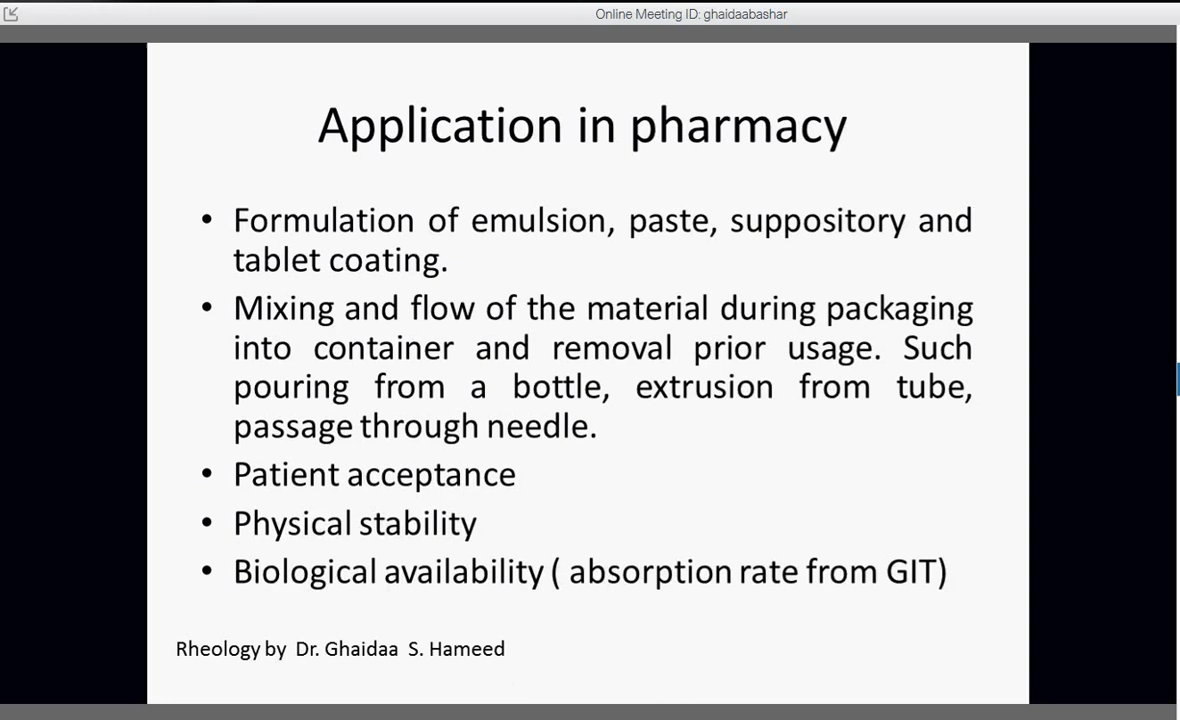 Online Meeting ID: ghaidaabashar
Application in pharmacy
• Formulation of emulsion, paste, suppository and
tablet coating.
• Mixing and flow of the material during packaging
into container and removal prior usage. Such
pouring from a bottle, extrusion from tube,
passage through needle.
• Patient acceptance
• Physical stability
• Biological availability ( absorption rate from GIT)
Rheology by Dr. Ghaidaa S. Hameed